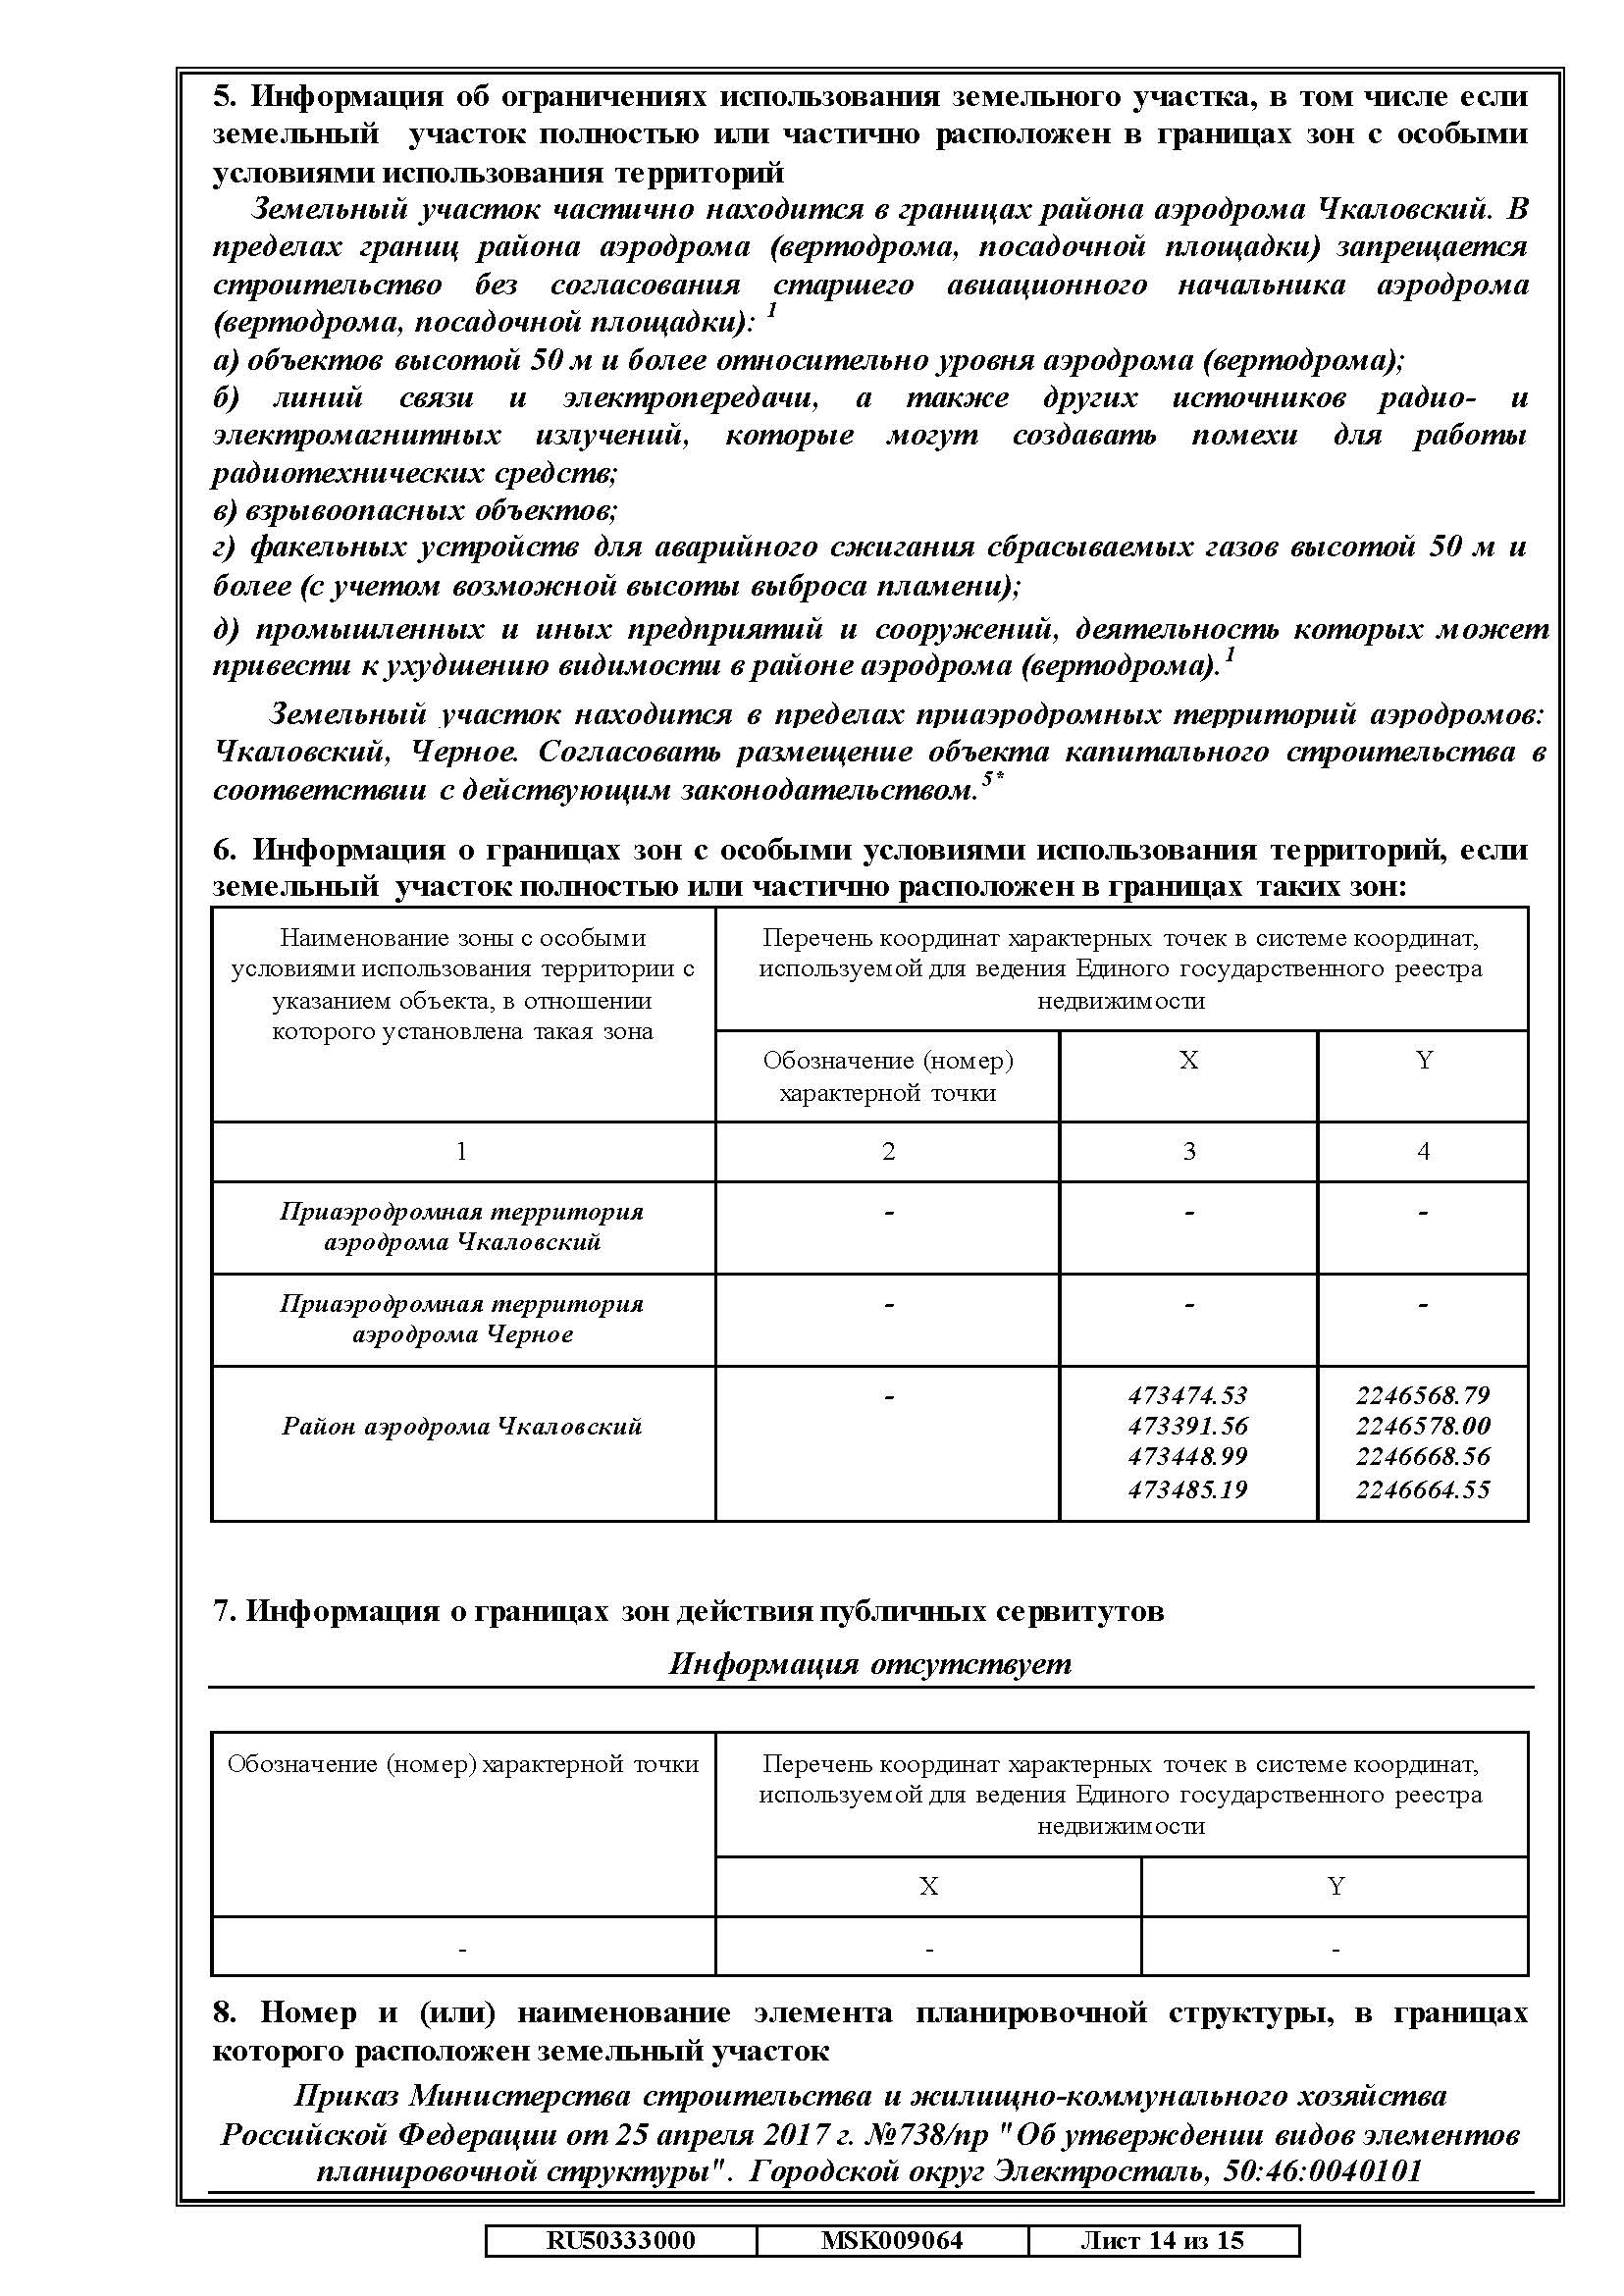 5. Информация об ограничениях использования земельного участка, в том числе если
земельный участок полностью или частично расположен в границах зон с особыми
условиями использования территорий
Земельный участок частично находится в границах района аэродрома Чкаловский. В
пределах границ района аэродрома (вертодрома, посадочной площадки) запрещается
строительство без согласования старшего авиационного начальника аэродрома
(вертодрома, посадочной площадки): 1
а) объектов высотой 50 м и более относительно уровня аэродрома (вертодрома);
б) линий связи и электропередачи, а также других источников радио- и
электромагнитных излучений, которые могут создавать помехи для работы
радиотехнических средств;
в) взрывоопасных объектов;
г) факельных устройств для аварийного сжигания сбрасываемых газов высотой 50 м и
более (с учетом возможной высоты выброса пламени);
д) промышленных и иных предприятий и сооружений, деятельность которых может
привести к ухудшению видимости в районе аэродрома (вертодрома).1
Земельный участок находится в пределах приаэродромных территорий аэродромов:
Чкаловский, Черное. Согласовать размещение объекта капитального строительства в
соответствии с действующим законодательством.5*
6. Информация о границах зон с особыми условиями использования территорий, если
земельный участок полностью или частично расположен в границах таких зон:
Наименование зоны с особыми
условиями использования территории с
указанием объекта, в отношении
которого установлена такая зона
Перечень координат характерных точек в системе координат,
используемой для ведения Единого государственного реестра
недвижимости
Обозначение (номер)
характерной точки
X
Y
1
2
3
4
Приаэродромная территория
аэродрома Чкаловский
-
-
-
Приаэродромная территория
аэродрома Черное
-
-
-
Район аэродрома Чкаловский
-
473474.53
473391.56
473448.99
473485.19
2246568.79
2246578.00
2246668.56
2246664.55
7. Информация о границах зон действия публичных сервитутов
Информация отсутствует
Обозначение (номер) характерной точки
Перечень координат характерных точек в системе координат,
используемой для ведения Единого государственного реестра
недвижимости
X
Y
-
-
-
8. Номер и (или) наименование элемента планировочной структуры, в границах
которого расположен земельный участок
Приказ Министерства строительства и жилищно-коммунального хозяйства
Российской Федерации от 25 апреля 2017 г. №738/пр "Об утверждении видов элементов
планировочной структуры". Городской округ Электросталь, 50:46:0040101
RU50333000
MSK009064
Лист 14 из 15